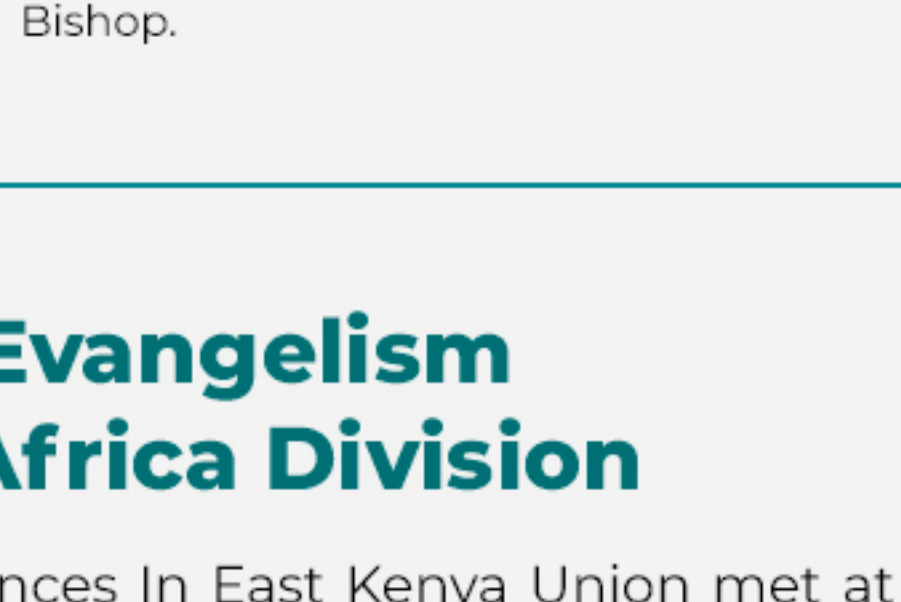 Bishop.
Evangelism
Africa Division
nces In East Kenya Union met at